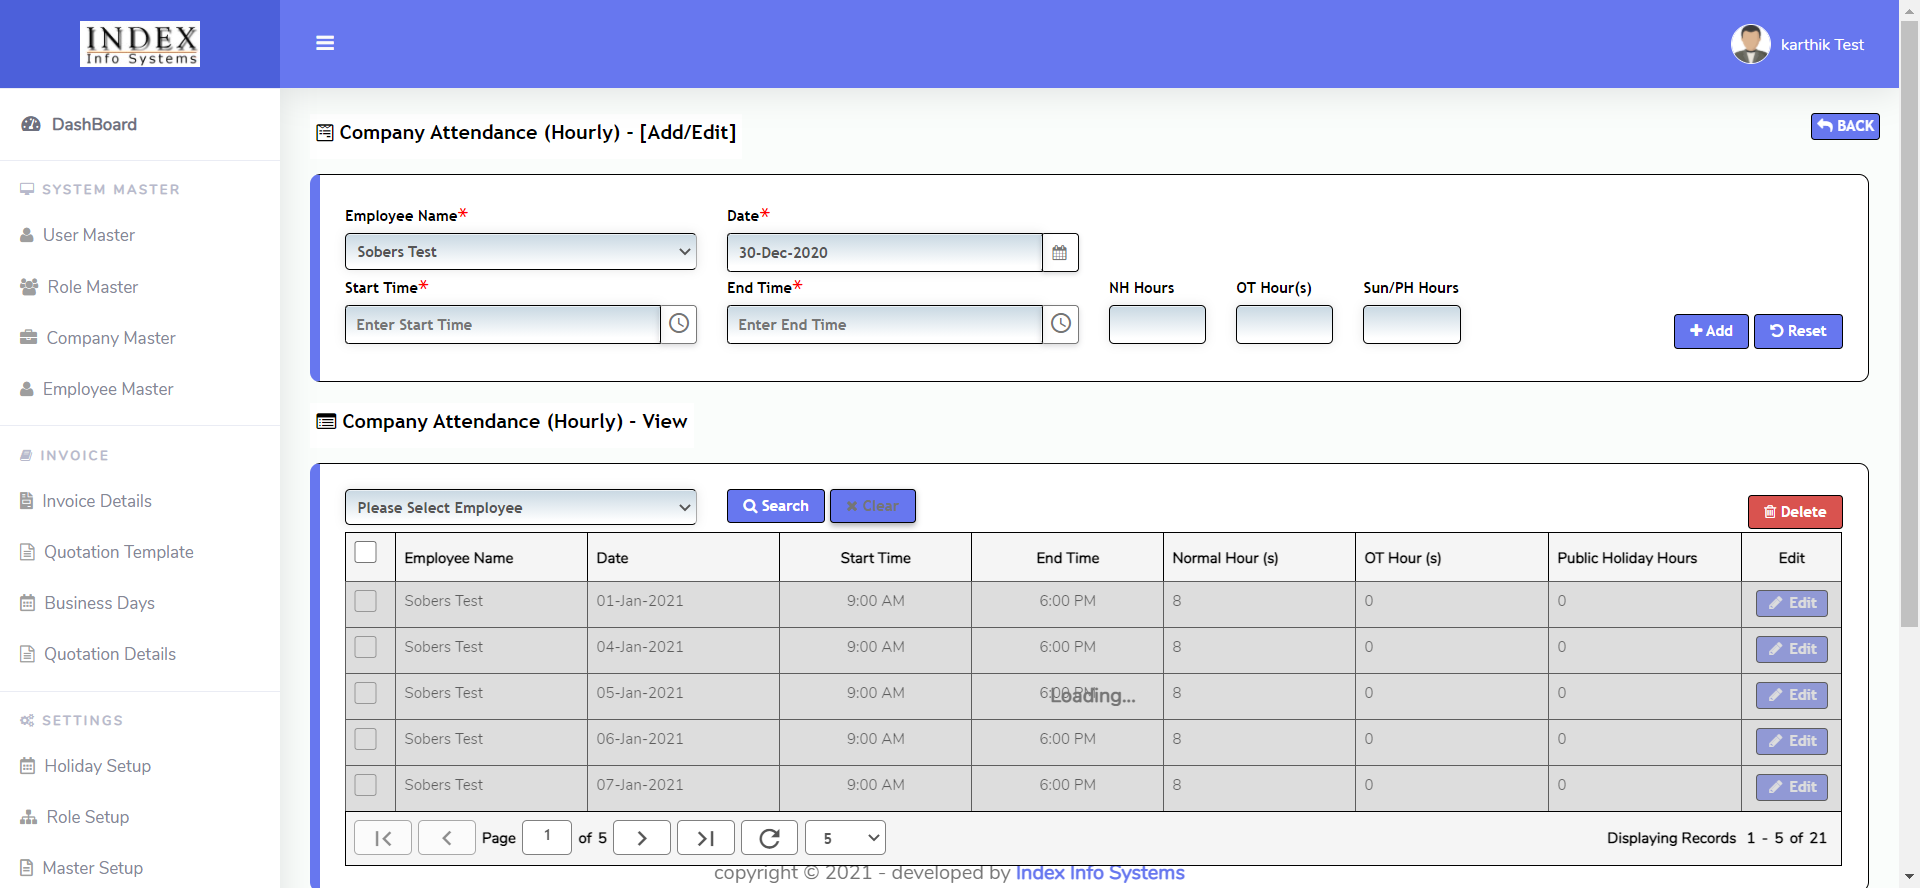 INDEX
Info Systems
karthik Test
DashBoard
SYSTEM MASTER
User Master
Role Master
Company Master
Employee Master
INVOICE
Invoice Details
Quotation Template
Business Days
Quotation Details
SETTINGS
Holiday Setup
Role Setup
Master Setup
Company Attendance (Hourly) - [Add/Edit]
BACK
Employee Name* Date*
Sobers Test 30-Dec-2020
Start Time* End Time* NH Hours OT Hour(s) Sun/PH Hours
Enter Start Time Enter End Time
Add Reset
Company Attendance (Hourly) - View
Please Select Employee Search Clear Delete
Employee Name Date Start Time End Time Normal Hour (s) OT Hour (s) Public Holiday Hours Edit
Sobers Test 01-Jan-2021 9:00 AM 6:00 PM 8 0 0 Edit
Sobers Test 04-Jan-2021 9:00 AM 6:00 PM 8 0 0 Edit
Sobers Test 05-Jan-2021 9:00 AM 6:00 PM 8 0 0 Edit
Loading...
Sobers Test 06-Jan-2021 9:00 AM 6:00 PM 8 0 0 Edit
Sobers Test 07-Jan-2021 9:00 AM 6:00 PM 8 0 0 Edit
Page 1 of 5 5 Displaying Records 1 - 5 of 21
copyright © 2021 - developed by Index Info Systems